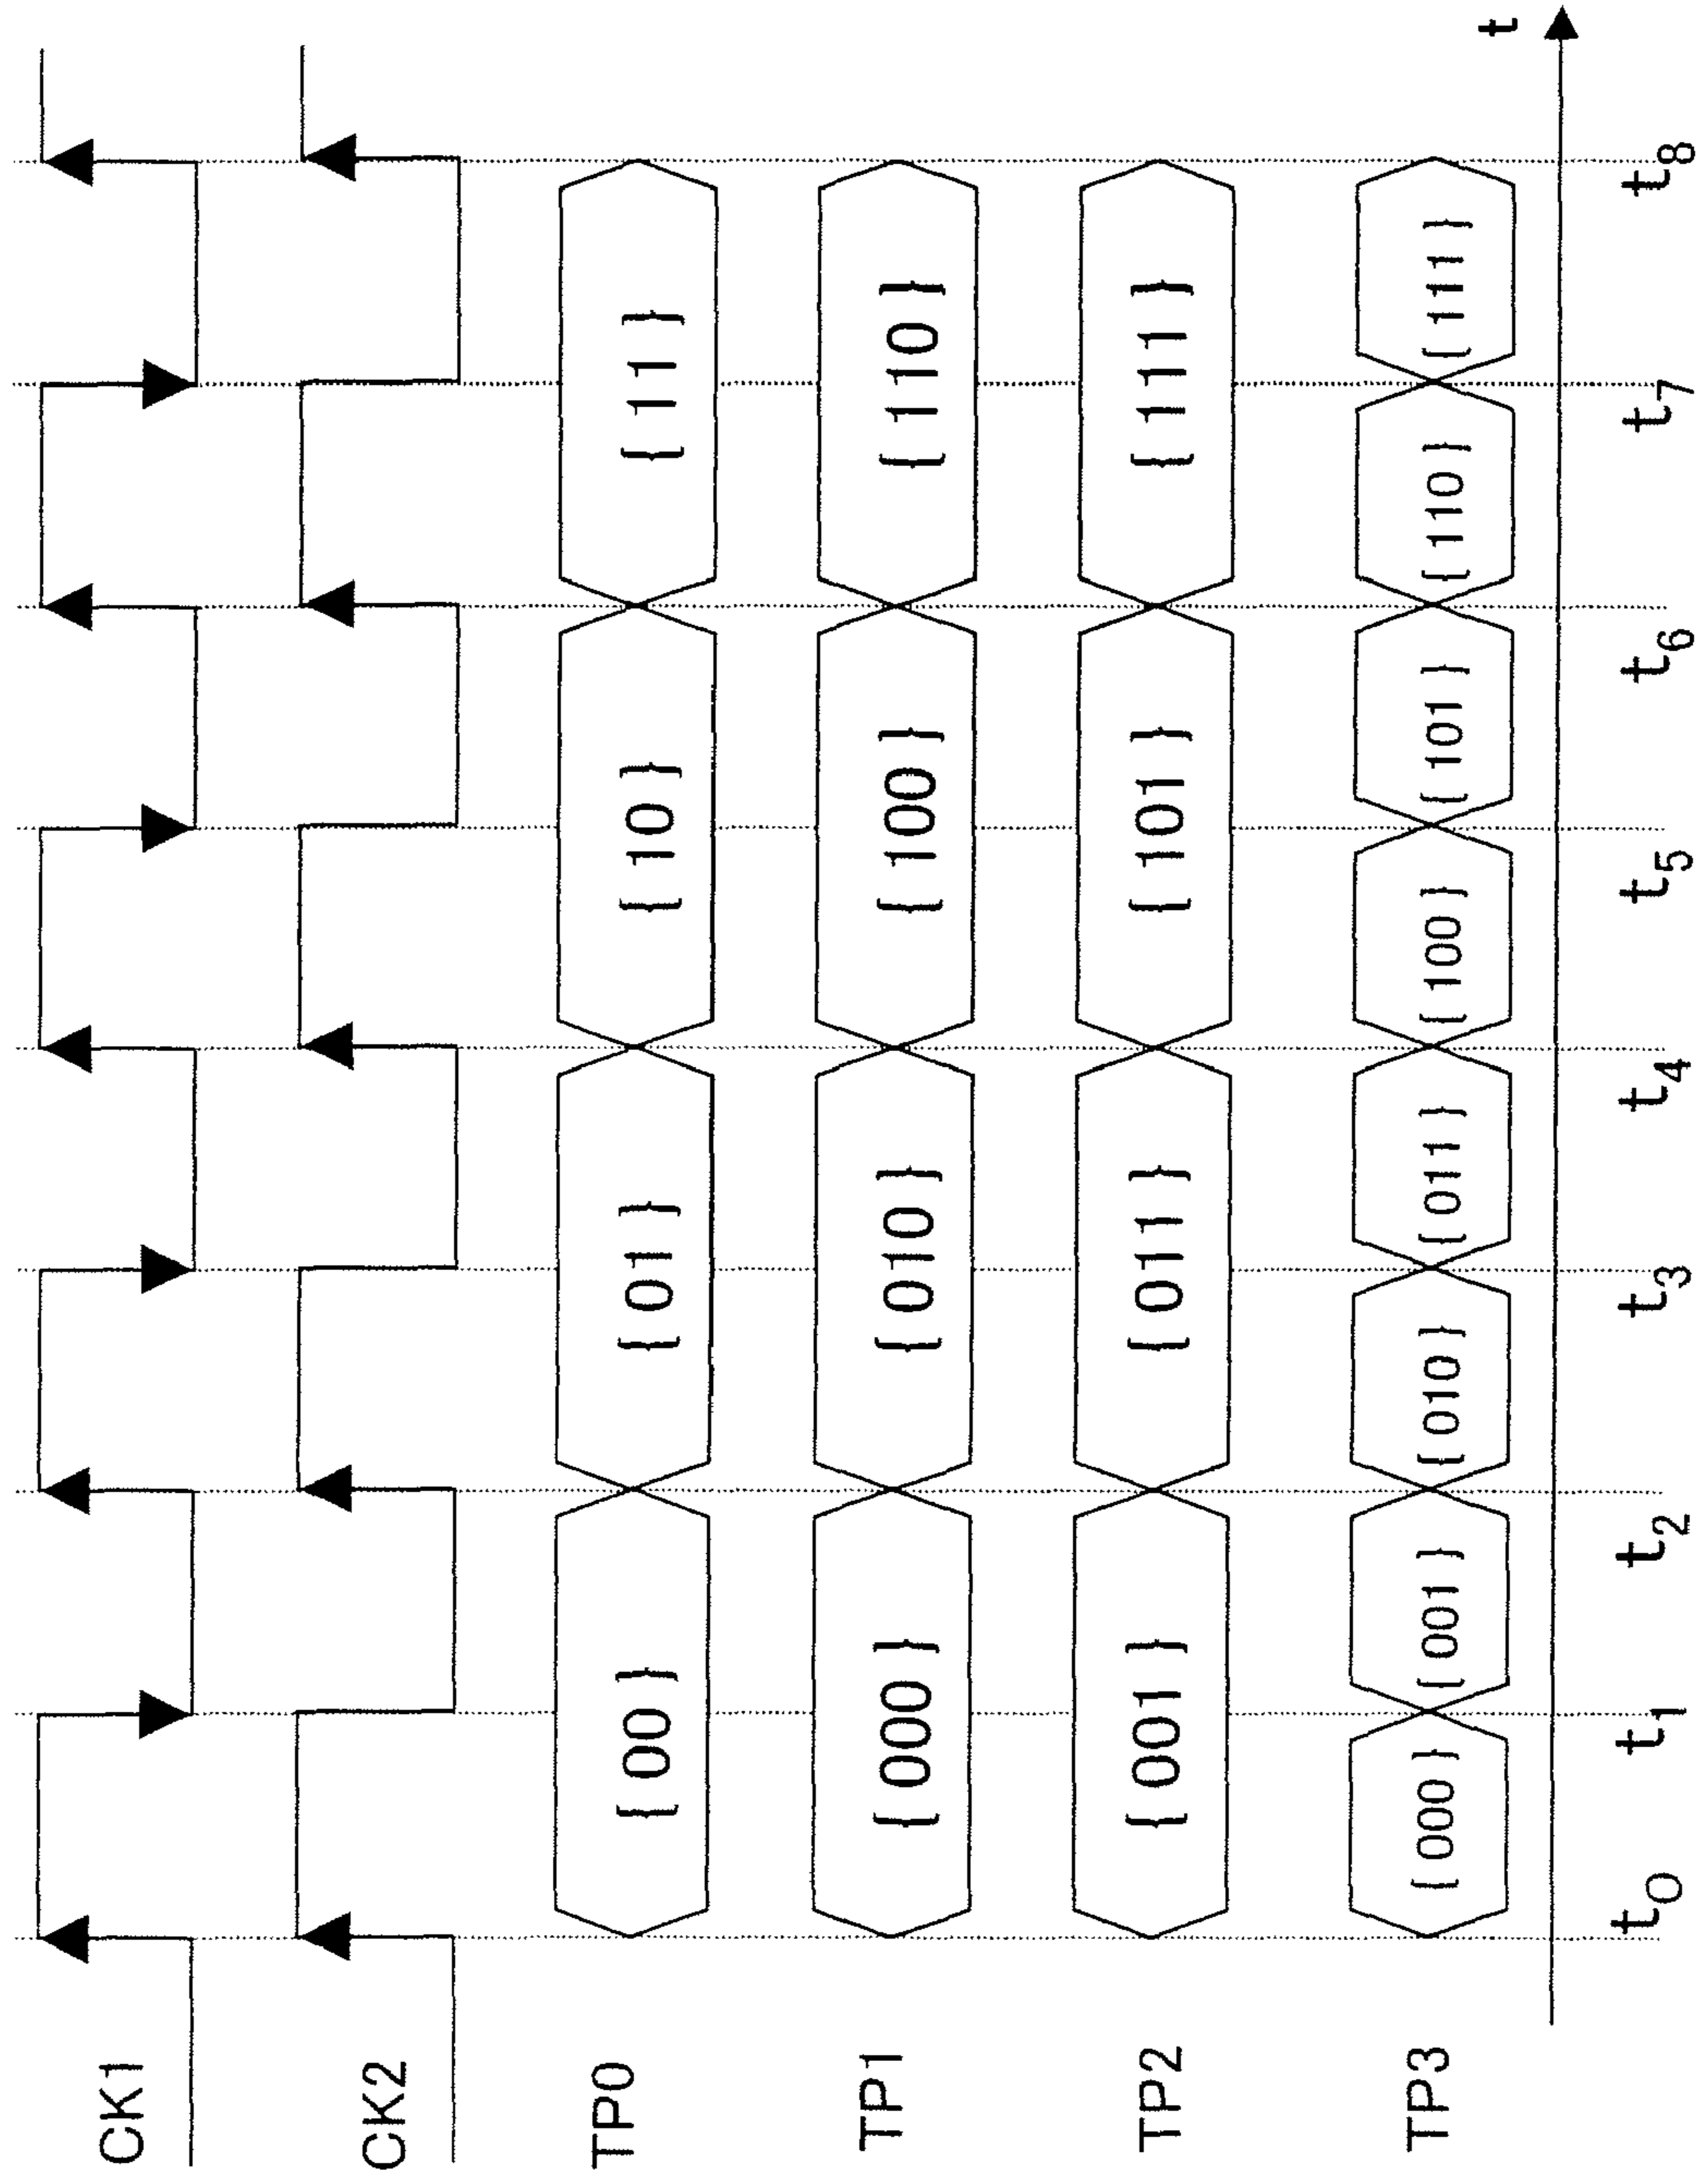 CK1
CK2
TP0 { 00 } { 01 } { 10 } { 11 }
TP1 { 000 } { 010 } { 100 } { 110 }
TP2 { 001 } { 011 } { 101 } { 111 }
TP3 { 000 } { 001 } { 010 } { 011 } { 100 } { 101 } { 110 } { 111 }
t
t0 t1 t2 t3 t4 t5 t6 t7 t8